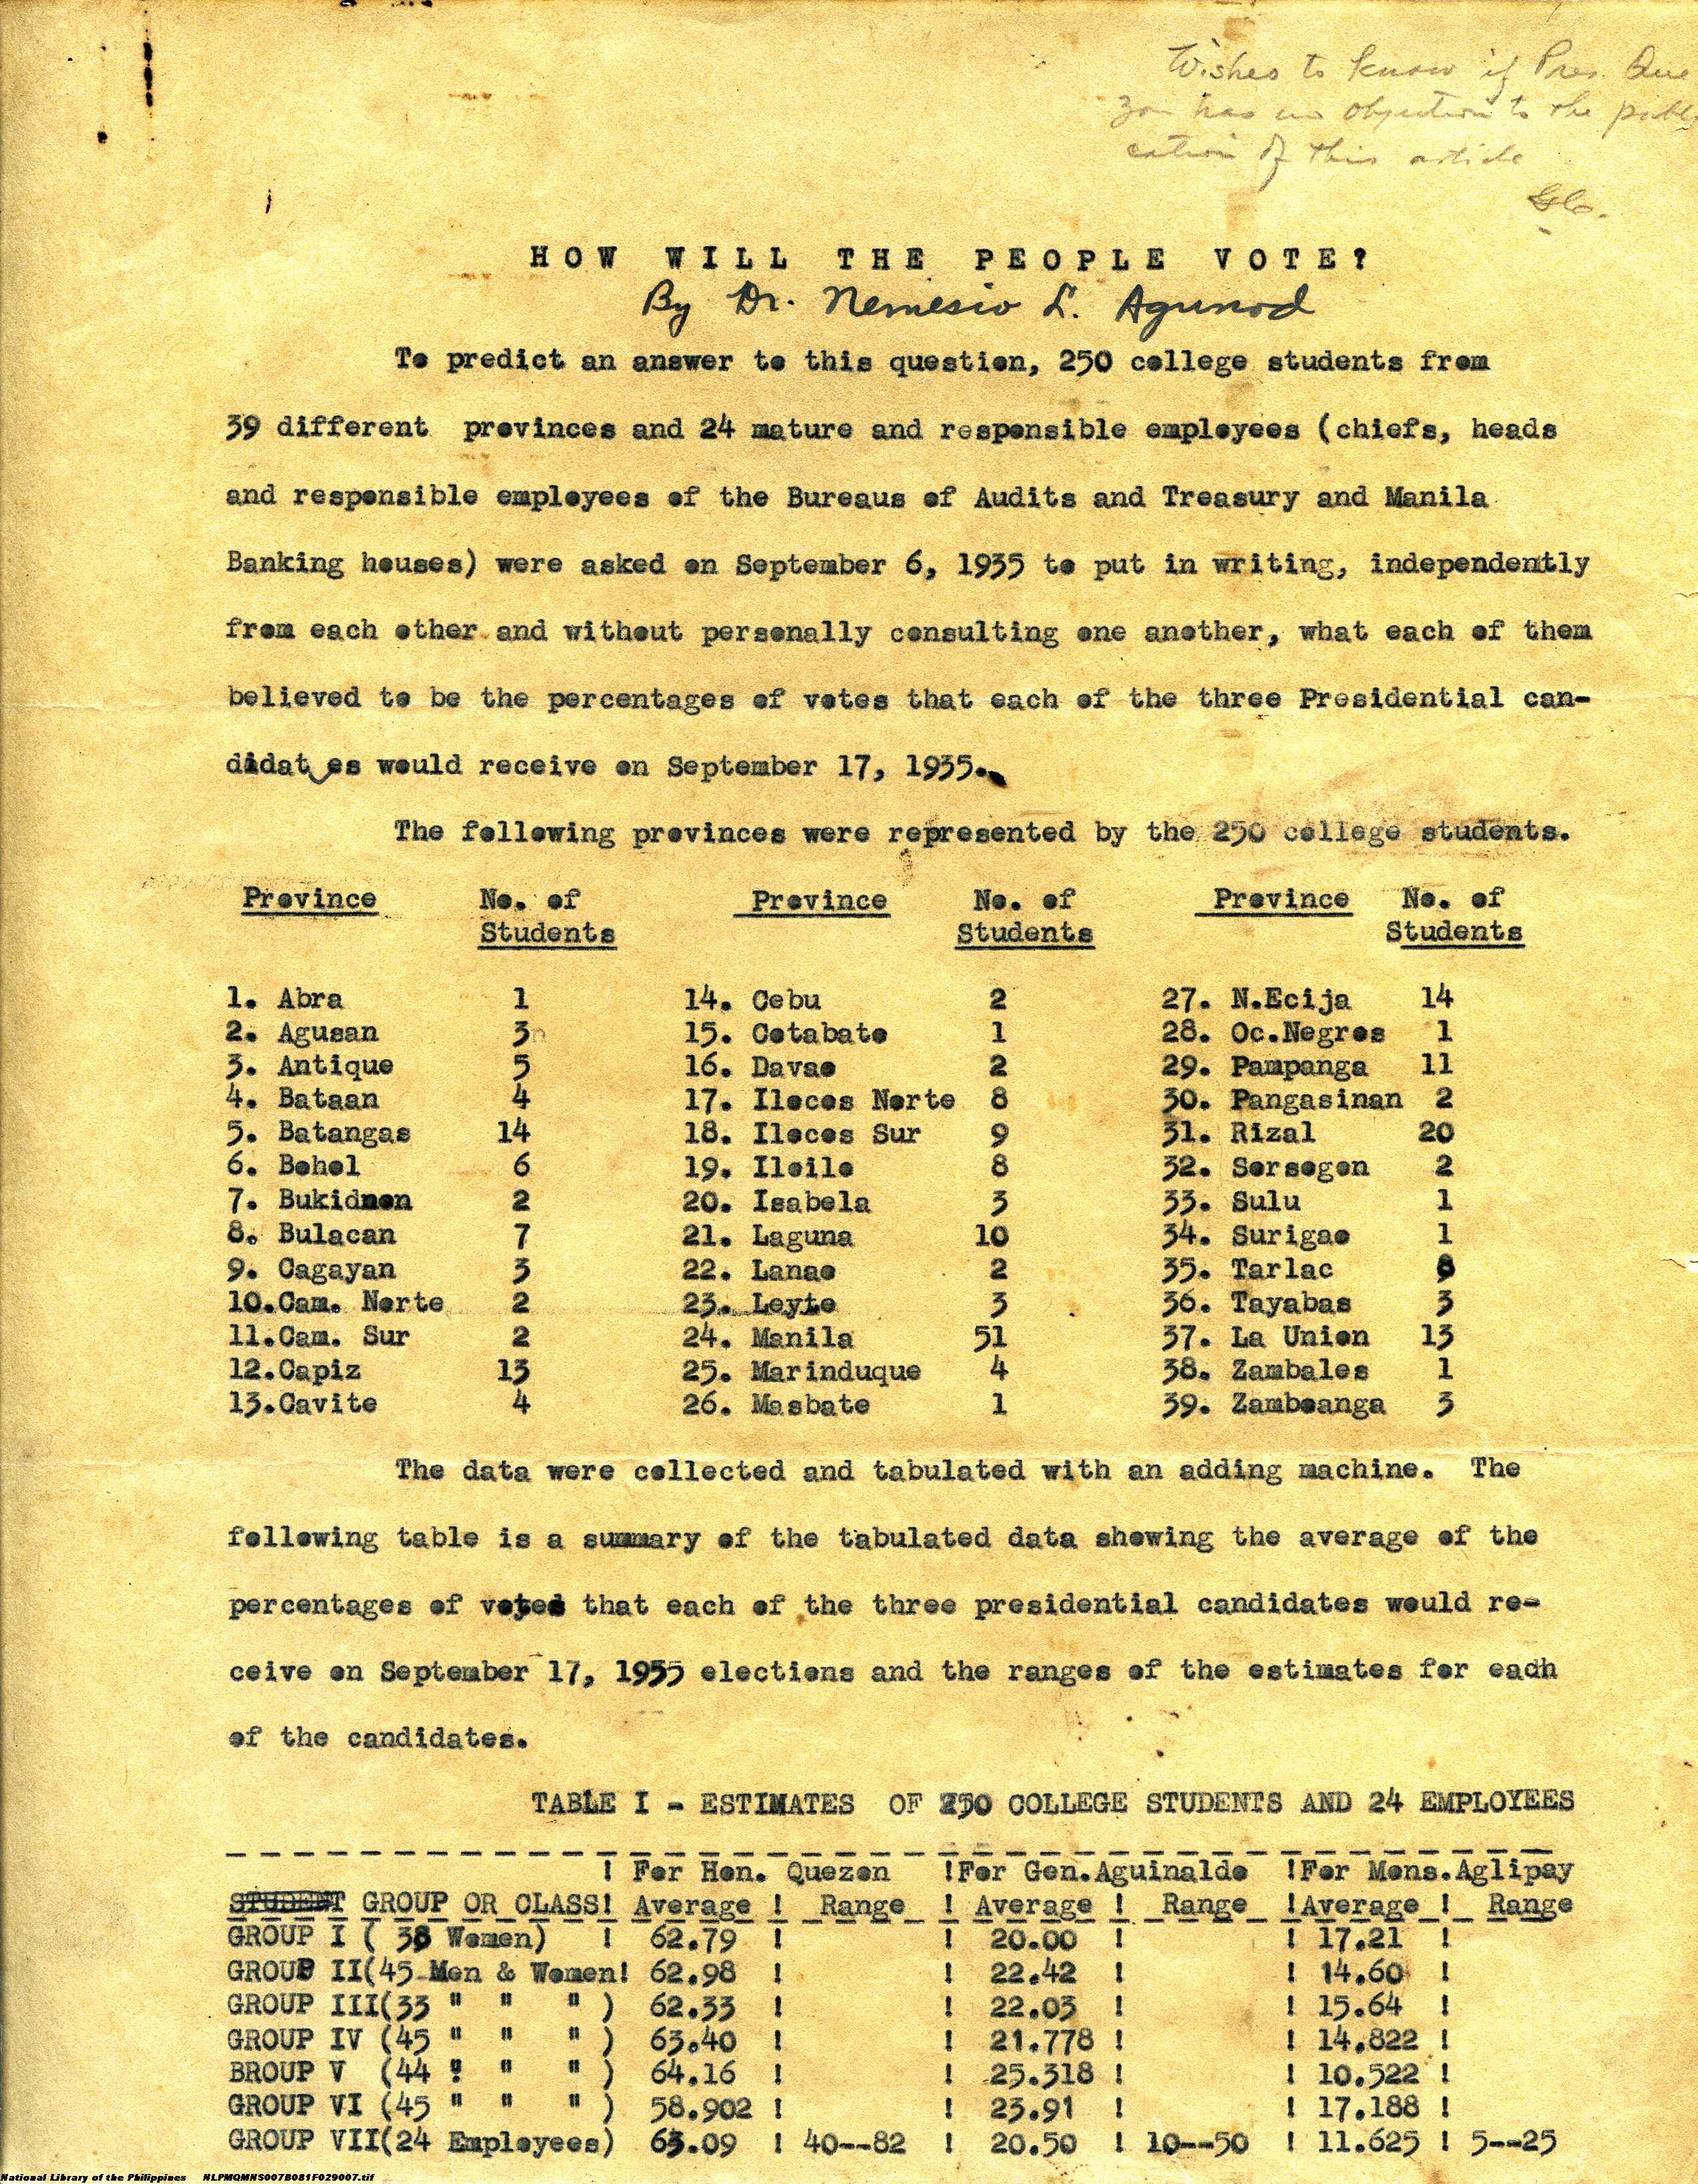 Wishes to know if Pres. Que
zon has no objection to the publi
cation of this article
HOW WILL THE PEOPLE VOTE?
By Dr. Nemesio L. Agunod
To predict an answer to this question, 250 college students from
39 different provinces and 24 mature and responsible employees (chiefs, heads
and responsible employees of the Bureaus of Audits and Treasury and Manila
Banking houses) were asked on September 6, 1935 to put in writing, independently
from each other and without personally consulting one another, what each of them
believed to be the percentages of votes that each of the three Presidential can-
didates would receive on September 17, 1935.
The following provinces were represented by the 250 college students.
Province No. of Province No. of Province No. of
Students Students Students
1. Abra 1 14. Cebu 2 27. N.Ecija 14
2. Agusan 3 15. Cotabato 1 28. Oc.Negros 1
3. Antique 5 16. Davao 2 29. Pampanga 11
4. Bataan 4 17. Ilocos Norte 8 30. Pangasinan 2
5. Batangas 14 18. Ilocos Sur 9 31. Rizal 20
6. Bohol 6 19. Iloilo 8 32. Sorsogon 2
7. Bukidnon 2 20. Isabela 3 33. Sulu 1
8. Bulacan 7 21. Laguna 10 34. Surigao 1
9. Cagayan 3 22. Lanao 2 35. Tarlac
10.Cam. Norte 2 23. Leyte 3 36. Tayabas 3
11.Cam. Sur 2 24. Manila 51 37. La Union 13
12.Capiz 13 25. Marinduque 4 38. Zambales 1
13.Cavite 4 26. Masbate 1 39. Zamboanga 3
The data were collected and tabulated with an adding machine. The
following table is a summary of the tabulated data showing the average of the
percentages of votes that each of the three presidential candidates would re-
ceive on September 17, 1935 elections and the ranges of the estimates for each
of the candidates.
TABLE I - ESTIMATES OF 250 COLLEGE STUDENTS AND 24 EMPLOYEES
! For Hon. Quezon !For Gen.Aguinaldo !For Mons.Aglipay
STUDENT GROUP OR CLASS! Average ! Range ! Average ! Range !Average ! Range
GROUP I ( 38 Women) ! 62.79 ! ! 20.00 ! ! 17.21 !
GROUP II(45 Men & Women! 62.98 ! ! 22.42 ! ! 14.60 !
GROUP III(33 " " " ) 62.33 ! ! 22.03 ! ! 15.64 !
GROUP IV (45 " " " ) 63.40 ! ! 21.778 ! ! 14.822 !
BROUP V (44 " " " ) 64.16 ! ! 25.318 ! ! 10.522 !
GROUP VI (45 " " " ) 58.902 ! ! 23.91 ! ! 17.188 !
GROUP VII(24 Employees) 63.09 ! 40--82 ! 20.50 ! 10--50 ! 11.625 ! 5--25
National Library of the Philippines NLPMQMNS007B081F029007.tif